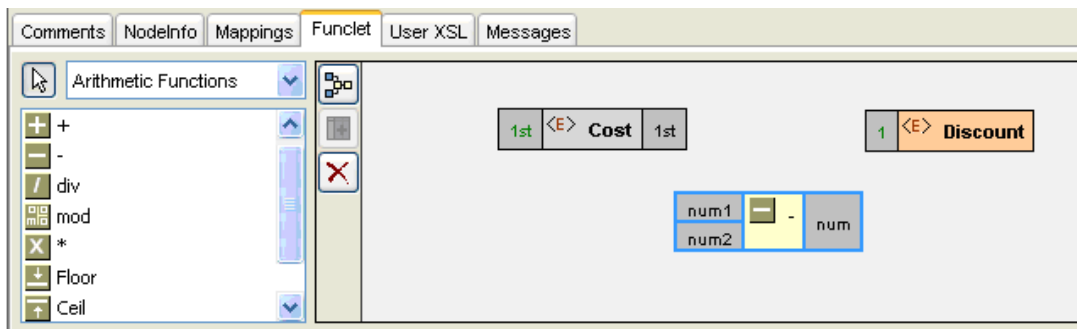 Comments NodeInfo Mappings Funclet User XSL Messages
Arithmetic Functions
+
-
div
mod
*
Floor
Ceil
1st <E> Cost 1st
1 <E> Discount
num1 - num
num2